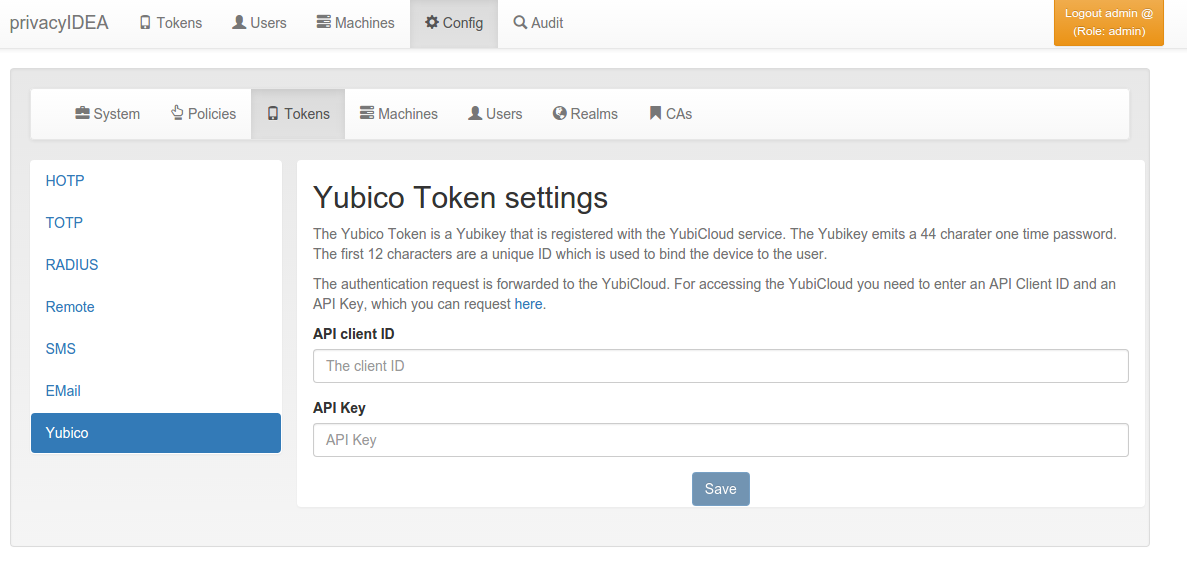 privacyIDEA Tokens Users Machines Config Audit Logout admin @
(Role: admin)
System Policies Tokens Machines Users Realms CAs
HOTP
TOTP
RADIUS
Remote
SMS
EMail
Yubico
Yubico Token settings
The Yubico Token is a Yubikey that is registered with the YubiCloud service. The Yubikey emits a 44 charater one time password.
The first 12 characters are a unique ID which is used to bind the device to the user.
The authentication request is forwarded to the YubiCloud. For accessing the YubiCloud you need to enter an API Client ID and an
API Key, which you can request here.
API client ID
The client ID
API Key
API Key
Save